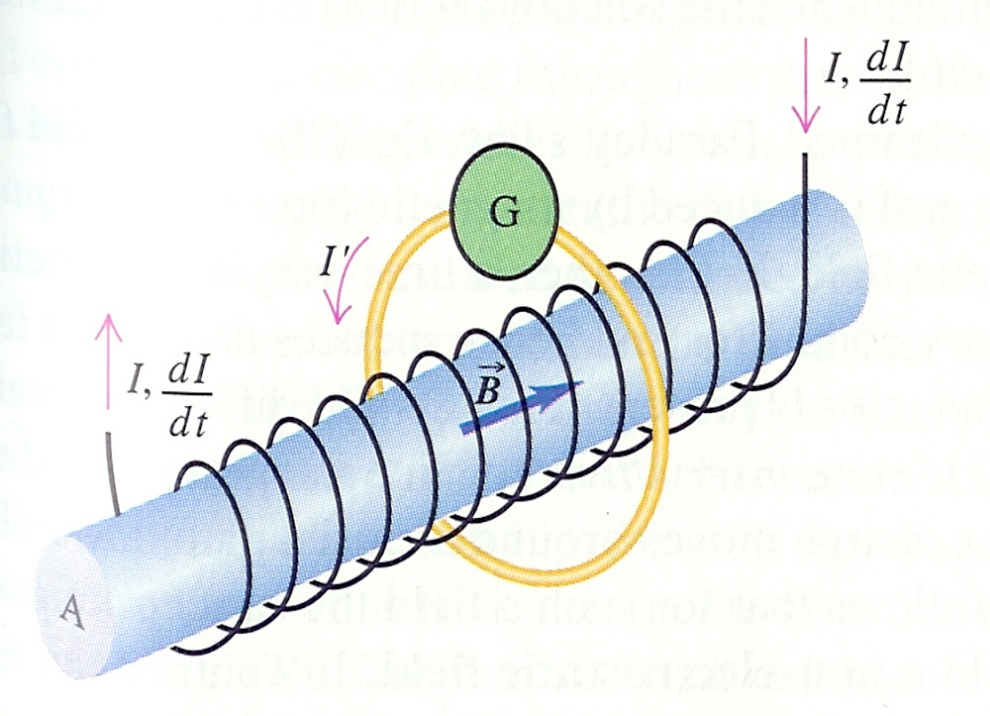 I, dI/dt
G
I'
I, dI/dt
B⃗
A